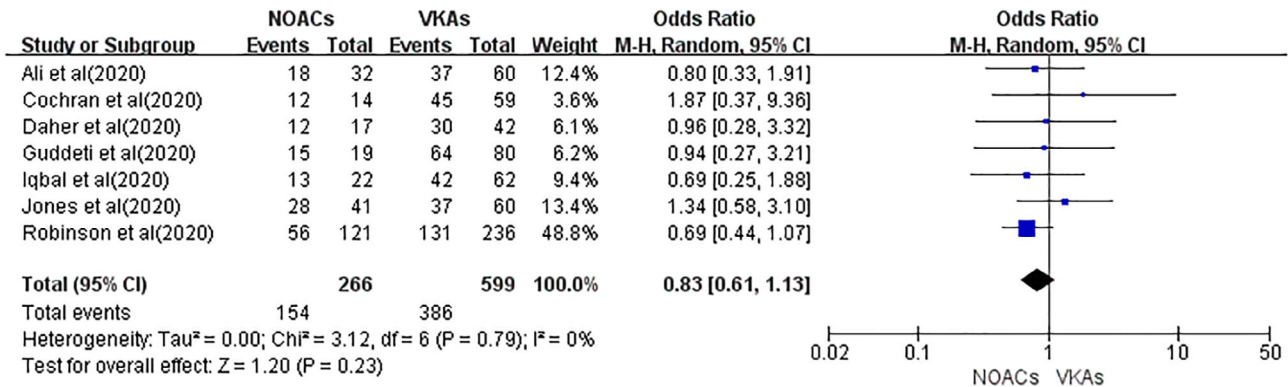 NOACs VKAs Odds Ratio Odds Ratio
Study or Subgroup Events Total Events Total Weight M-H, Random, 95% CI M-H, Random, 95% CI
Ali et al(2020) 18 32 37 60 12.4% 0.80 [0.33, 1.91]
Cochran et al(2020) 12 14 45 59 3.6% 1.87 [0.37, 9.36]
Daher et al(2020) 12 17 30 42 6.1% 0.96 [0.28, 3.32]
Guddeti et al(2020) 15 19 64 80 6.2% 0.94 [0.27, 3.21]
Iqbal et al(2020) 13 22 42 62 9.4% 0.69 [0.25, 1.88]
Jones et al(2020) 28 41 37 60 13.4% 1.34 [0.58, 3.10]
Robinson et al(2020) 56 121 131 236 48.8% 0.69 [0.44, 1.07]
Total (95% CI) 266 599 100.0% 0.83 [0.61, 1.13]
Total events 154 386
Heterogeneity: Tau² = 0.00; Chi² = 3.12, df = 6 (P = 0.79); I² = 0%
Test for overall effect: Z = 1.20 (P = 0.23)
0.02 0.1 1 10 50
NOACs VKAs